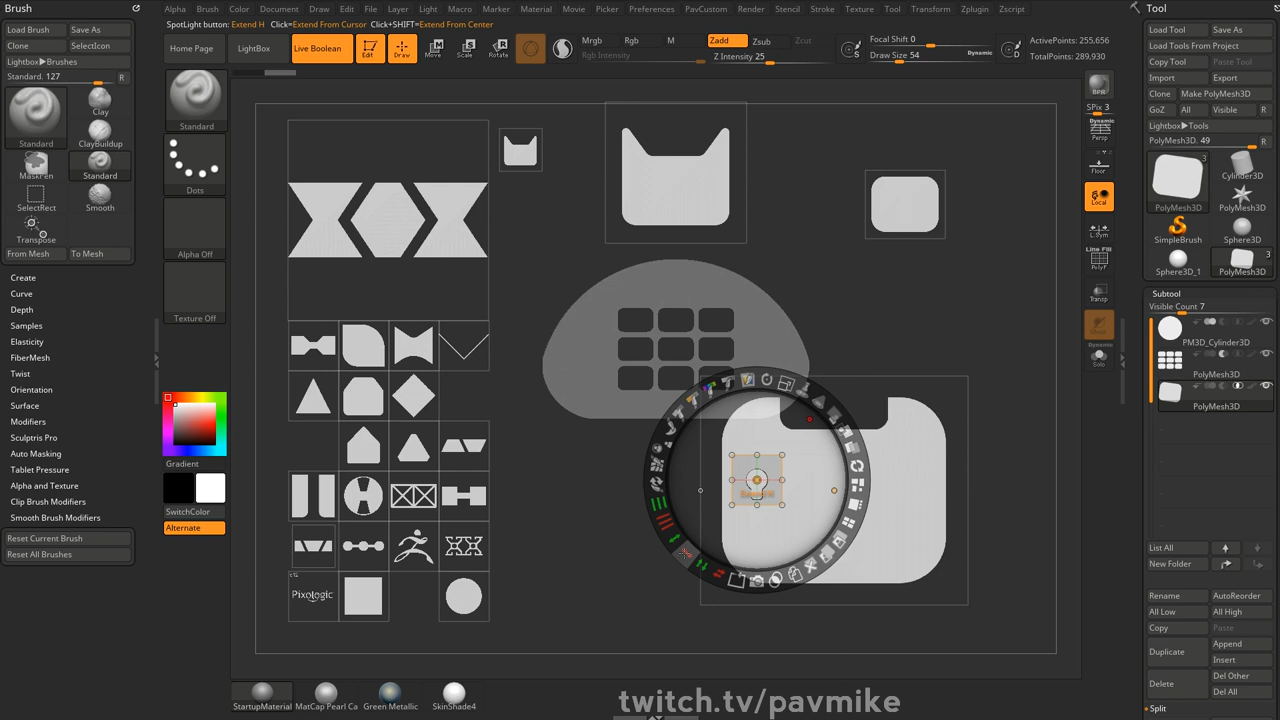 Brush
Alpha Brush Color Document Draw Edit File Layer Light Macro Marker Material Movie Picker Preferences PavCustom Render Stencil Stroke Texture Tool Transform Zplugin Zscript
Tool
SpotLight button: Extend H Click=Extend From Cursor Click+SHIFT=Extend From Center
Load Brush Save As
Clone SelectIcon
Lightbox▶Brushes
Standard. 127 R
Home Page LightBox Live Boolean Edit Draw Move Scale Rotate
Mrgb Rgb M Zadd Zsub Zcut
Rgb Intensity Z Intensity 25
S Focal Shift 0
Draw Size 54 Dynamic D
ActivePoints: 255,656
TotalPoints: 289,930
Load Tool Save As
Load Tools From Project
Copy Tool Paste Tool
Import Export
Clone Make PolyMesh3D
GoZ All Visible R
Lightbox▶Tools
PolyMesh3D. 49 R
Standard Clay
ClayBuildup
MaskPen Standard
SelectRect Smooth
Transpose
From Mesh To Mesh
Create
Curve
Depth
Samples
Elasticity
FiberMesh
Twist
Orientation
Surface
Modifiers
Sculptris Pro
Auto Masking
Tablet Pressure
Alpha and Texture
Clip Brush Modifiers
Smooth Brush Modifiers
Reset Current Brush
Reset All Brushes
Standard
Dots
Alpha Off
Texture Off
Gradient
SwitchColor
Alternate
Pixologic
Extend H
BPR
SPix 3
Dynamic
Persp
Floor
Local
L.Sym
Line Fill
PolyF
Transp
Ghost
Dynamic
Solo
3
PolyMesh3D Cylinder3D
PolyMesh3D
SimpleBrush Sphere3D
3
Sphere3D_1 PolyMesh3D
Subtool
Visible Count 7
PM3D_Cylinder3D
PolyMesh3D
PolyMesh3D
List All
New Folder
Rename AutoReorder
All Low All High
Copy Paste
Duplicate Append
Insert
Delete Del Other
Del All
Split
StartupMaterial MatCap Pearl Ca Green Metallic SkinShade4
twitch.tv/pavmike